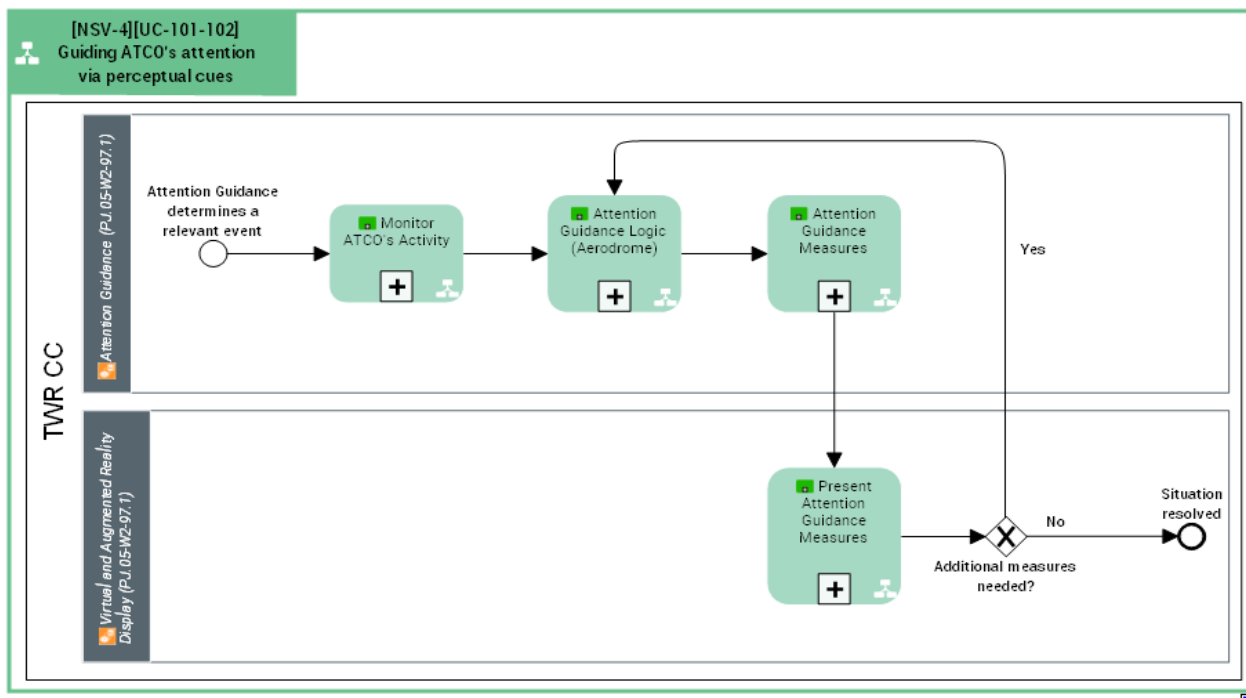 [NSV-4][UC-101-102]
Guiding ATCO's attention
via perceptual cues
TWR CC
Attention Guidance (PJ.05-W2-97.1)
Attention Guidance
determines a
relevant event
Monitor
ATCO's Activity
Attention
Guidance Logic
(Aerodrome)
Attention
Guidance
Measures
Yes
Virtual and Augmented Reality
Display (PJ.05-W2-97.1)
Present
Attention
Guidance
Measures
Additional measures
needed?
No
Situation
resolved